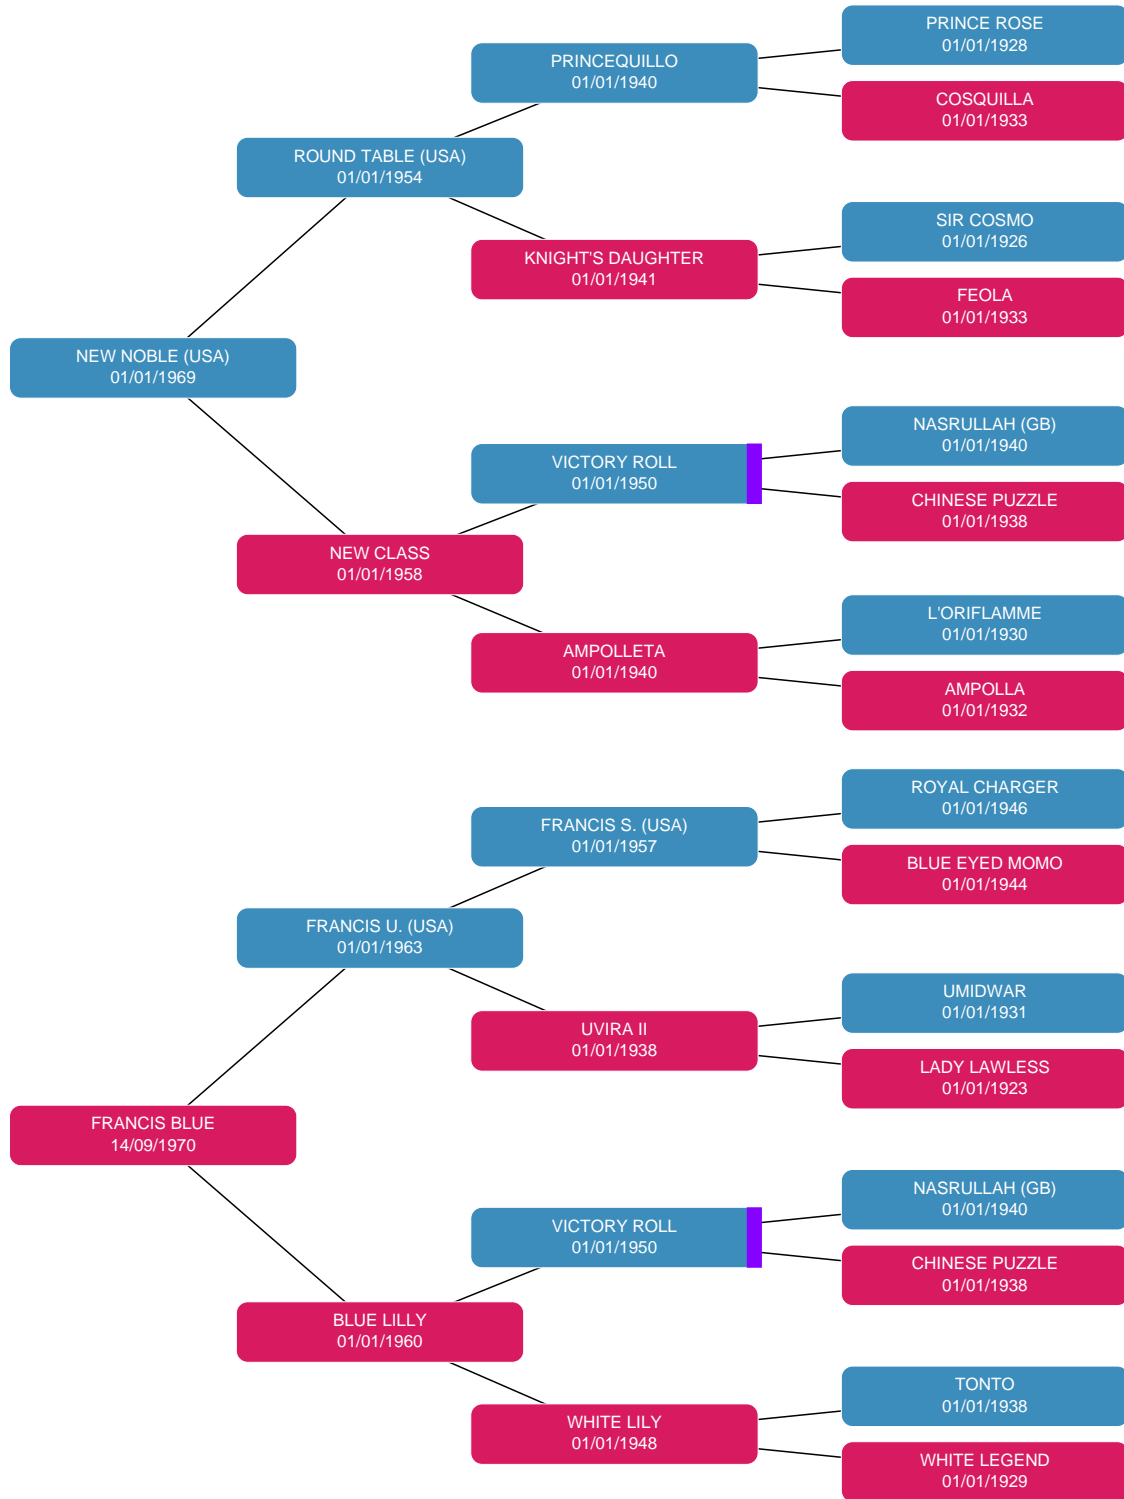 PRINCE ROSE
01/01/1928
PRINCEQUILLO
01/01/1940
COSQUILLA
01/01/1933
ROUND TABLE (USA)
01/01/1954
SIR COSMO
01/01/1926
KNIGHT'S DAUGHTER
01/01/1941
FEOLA
01/01/1933
NEW NOBLE (USA)
01/01/1969
NASRULLAH (GB)
01/01/1940
VICTORY ROLL
01/01/1950
CHINESE PUZZLE
01/01/1938
NEW CLASS
01/01/1958
L'ORIFLAMME
01/01/1930
AMPOLLETA
01/01/1940
AMPOLLA
01/01/1932
ROYAL CHARGER
01/01/1946
FRANCIS S. (USA)
01/01/1957
BLUE EYED MOMO
01/01/1944
FRANCIS U. (USA)
01/01/1963
UMIDWAR
01/01/1931
UVIRA II
01/01/1938
LADY LAWLESS
01/01/1923
FRANCIS BLUE
14/09/1970
NASRULLAH (GB)
01/01/1940
VICTORY ROLL
01/01/1950
CHINESE PUZZLE
01/01/1938
BLUE LILLY
01/01/1960
TONTO
01/01/1938
WHITE LILY
01/01/1948
WHITE LEGEND
01/01/1929